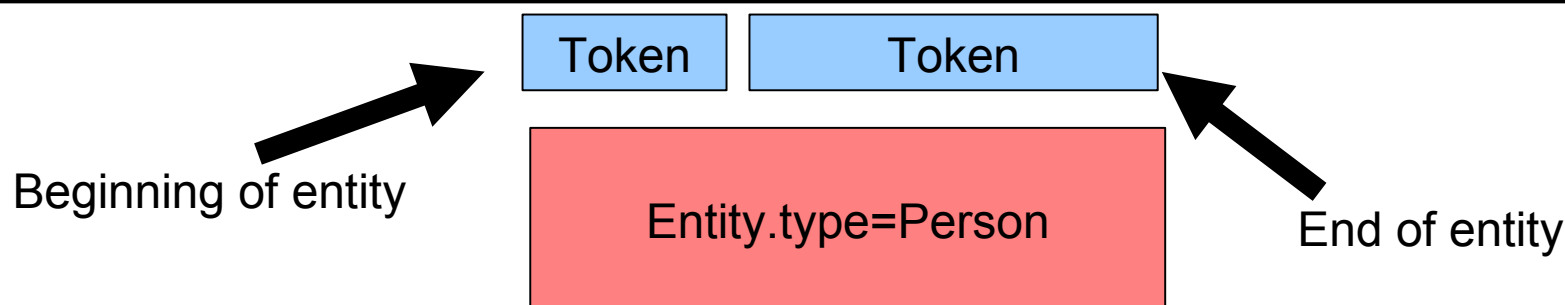 Token Token
Beginning of entity
Entity.type=Person
End of entity